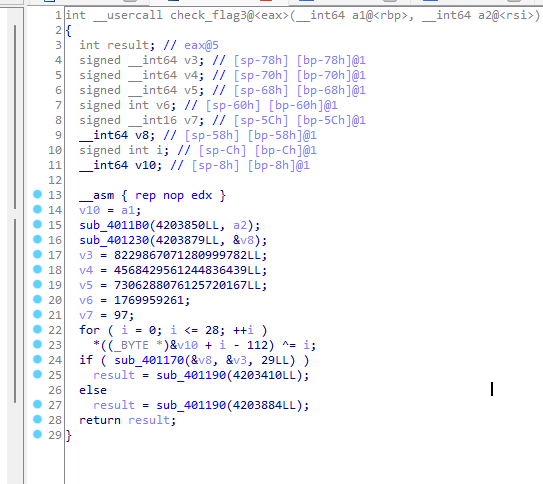 1 int __usercall check_flag3@<eax>(__int64 a1@<rbp>, __int64 a2@<rsi>)
2 {
3 int result; // eax@5
4 signed __int64 v3; // [sp-78h] [bp-78h]@1
5 signed __int64 v4; // [sp-70h] [bp-70h]@1
6 signed __int64 v5; // [sp-68h] [bp-68h]@1
7 signed int v6; // [sp-60h] [bp-60h]@1
8 signed __int16 v7; // [sp-5Ch] [bp-5Ch]@1
9 __int64 v8; // [sp-58h] [bp-58h]@1
10 signed int i; // [sp-Ch] [bp-Ch]@1
11 __int64 v10; // [sp-8h] [bp-8h]@1
12
13 __asm { rep nop edx }
14 v10 = a1;
15 sub_4011B0(4203850LL, a2);
16 sub_401230(4203879LL, &v8);
17 v3 = 8229867071280999782LL;
18 v4 = 4568429561244836439LL;
19 v5 = 7306288076125720167LL;
20 v6 = 1769959261;
21 v7 = 97;
22 for ( i = 0; i <= 28; ++i )
23 *((_BYTE *)&v10 + i - 112) ^= i;
24 if ( sub_401170(&v8, &v3, 29LL) )
25 result = sub_401190(4203410LL);
26 else
27 result = sub_401190(4203884LL);
28 return result;
29 }